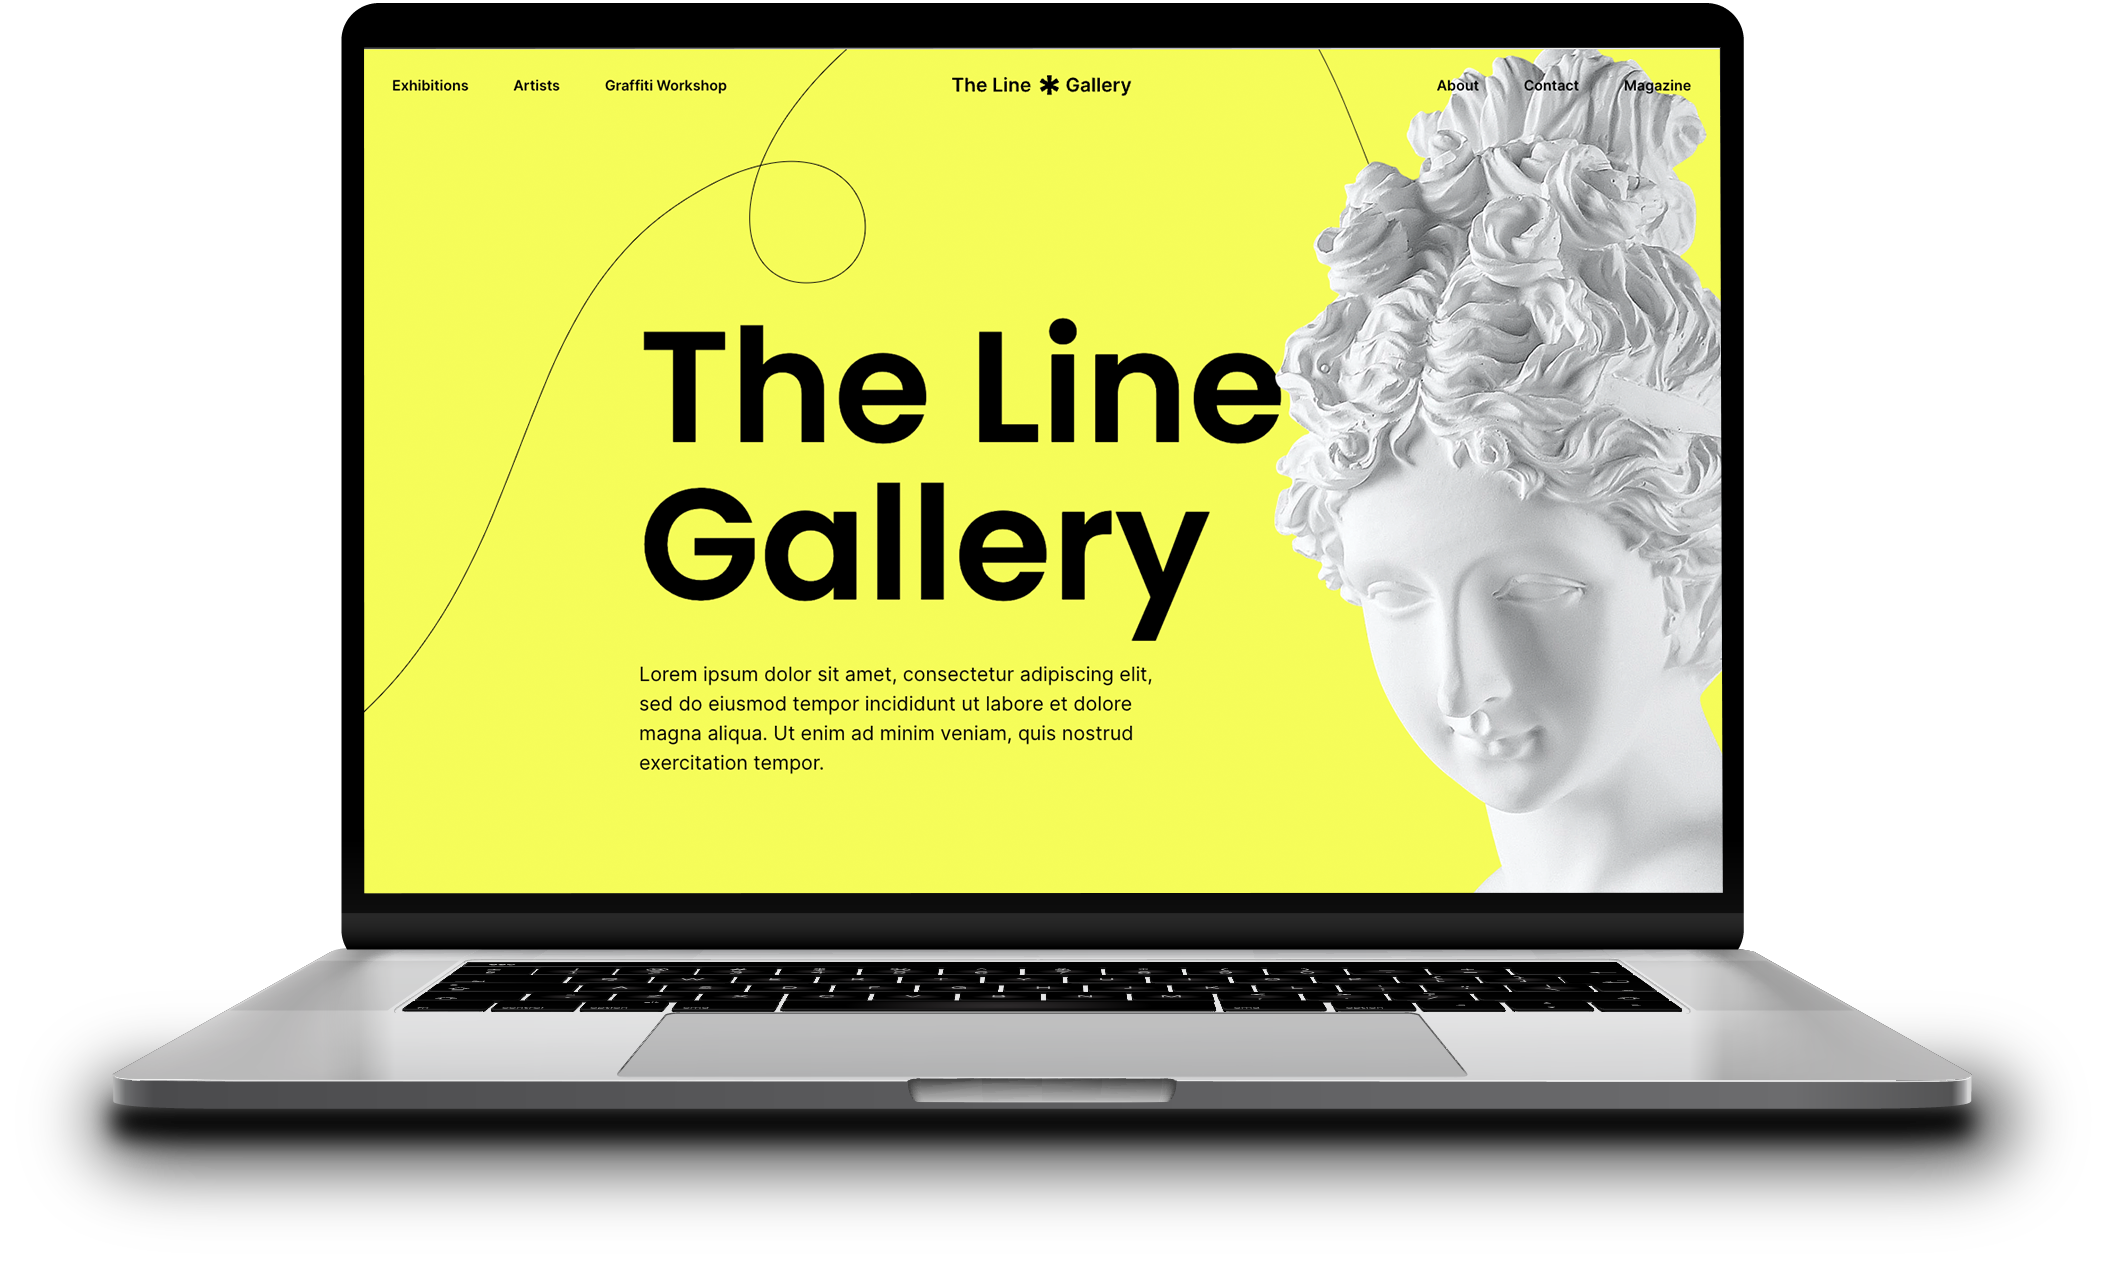 Exhibitions Artists Graffiti Workshop The Line * Gallery About Contact Magazine
The Line
Gallery
Lorem ipsum dolor sit amet, consectetur adipiscing elit,
sed do eiusmod tempor incididunt ut labore et dolore
magna aliqua. Ut enim ad minim veniam, quis nostrud
exercitation tempor.